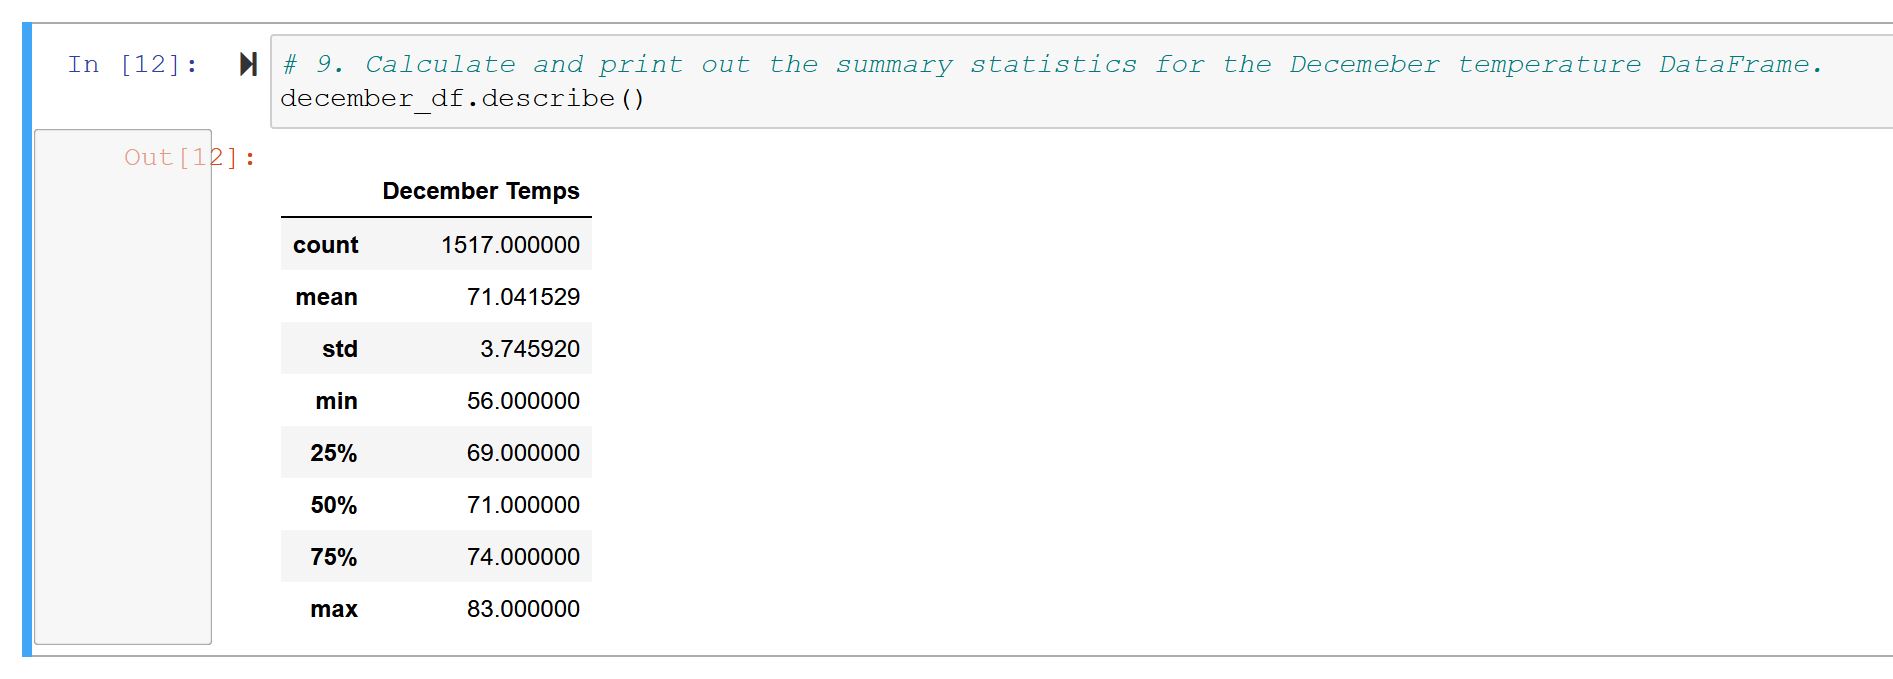 In [12]:
# 9. Calculate and print out the summary statistics for the Decemeber temperature DataFrame.
december_df.describe()
Out[12]:
December Temps
count 1517.000000
mean 71.041529
std 3.745920
min 56.000000
25% 69.000000
50% 71.000000
75% 74.000000
max 83.000000